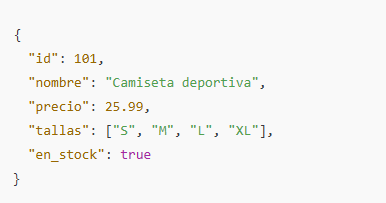 {
  "id": 101,
  "nombre": "Camiseta deportiva",
  "precio": 25.99,
  "tallas": ["S", "M", "L", "XL"],
  "en_stock": true
}